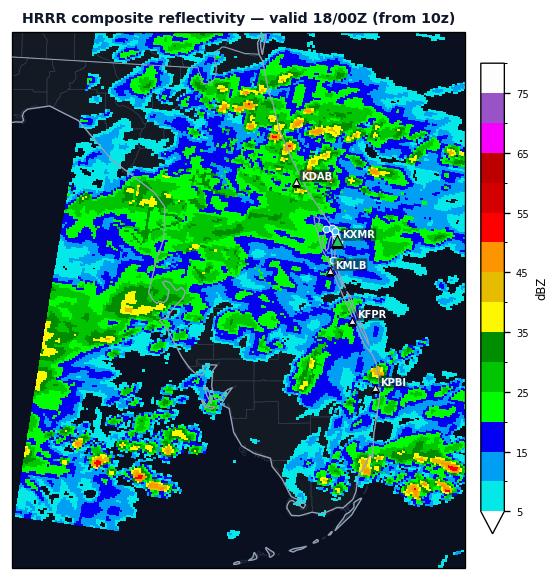 HRRR composite reflectivity — valid 18/00Z (from 10z)
KDAB
KXMR
KMLB
KFPR
KPBI
75
65
55
45
35
25
15
5
dBZ